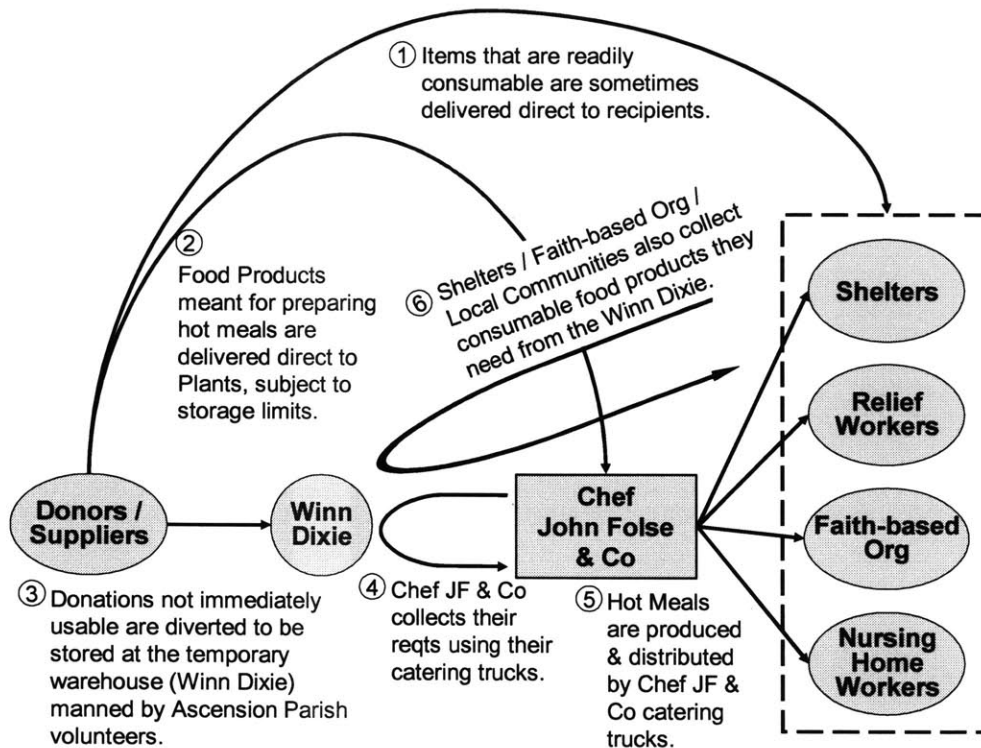 ① Items that are readily
consumable are sometimes
delivered direct to recipients.
②
Food Products
meant for preparing
hot meals are
delivered direct to
Plants, subject to
storage limits.
⑥ Shelters / Faith-based Org /
Local Communities also collect
consumable food products they
need from the Winn Dixie.
Shelters
Relief
Workers
Faith-based
Org
Nursing
Home
Workers
Donors /
Suppliers
Winn
Dixie
Chef
John Folse
& Co
③ Donations not immediately
usable are diverted to be
stored at the temporary
warehouse (Winn Dixie)
manned by Ascension Parish
volunteers.
④ Chef JF & Co
collects their
reqts using their
catering trucks.
⑤ Hot Meals
are produced
& distributed
by Chef JF &
Co catering
trucks.